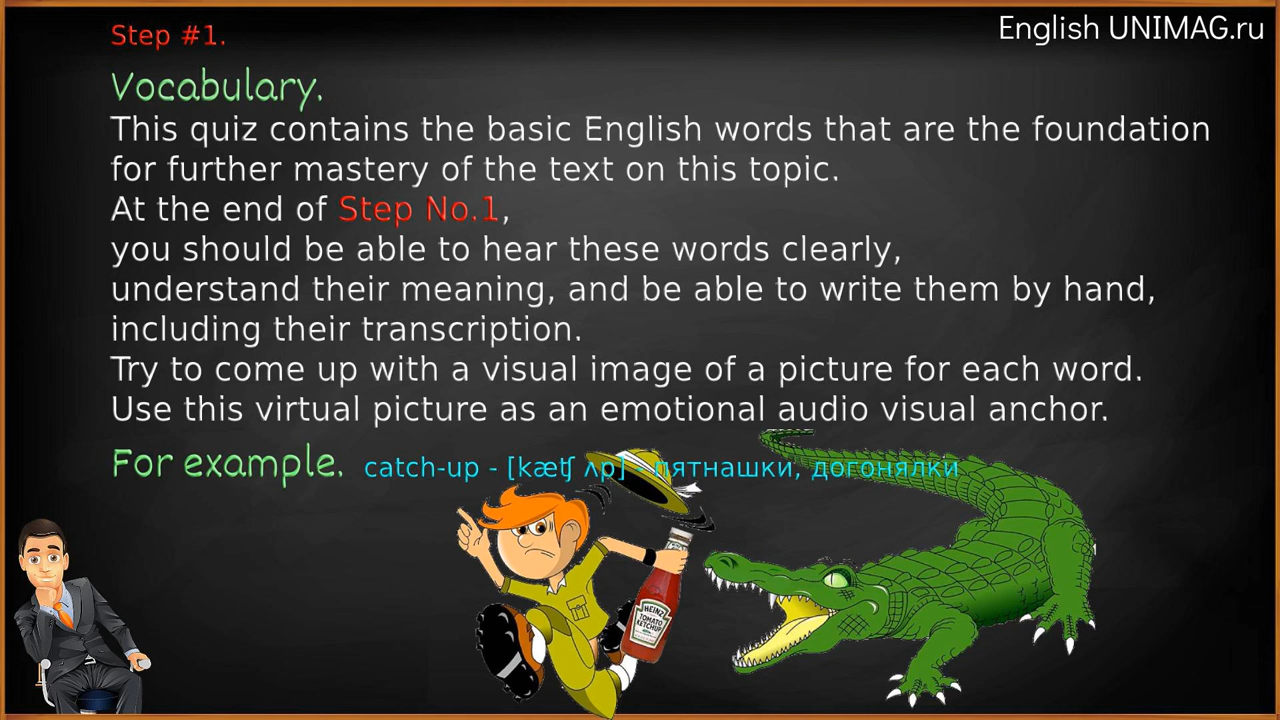 English UNIMAG.ru
Step #1.
Vocabulary.
This quiz contains the basic English words that are the foundation
for further mastery of the text on this topic.
At the end of Step No.1,
you should be able to hear these words clearly,
understand their meaning, and be able to write them by hand,
including their transcription.
Try to come up with a visual image of a picture for each word.
Use this virtual picture as an emotional audio visual anchor.
For example. catch-up - [kæʧ ʌp] - пятнашки, догонялки
HEINZ
TOMATO
KETCHUP